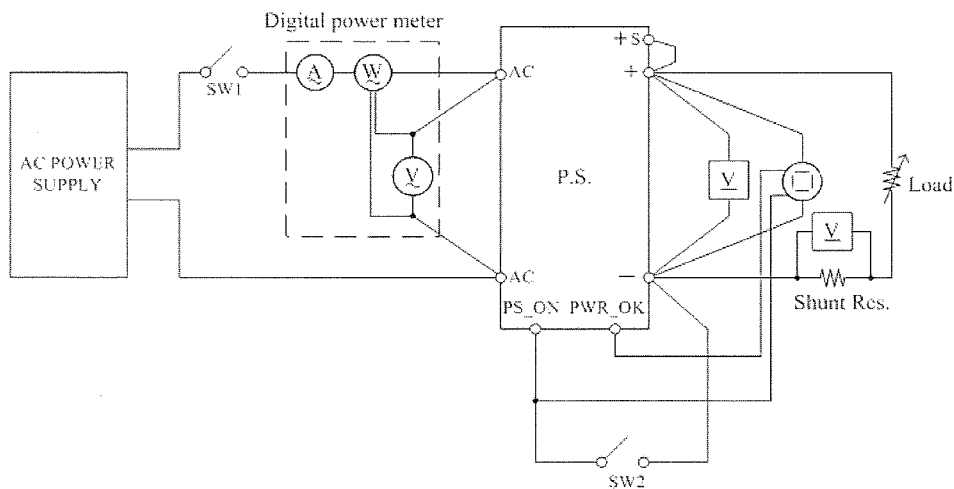 Digital power meter
+S
SW1
A
W
AC
+
AC POWER
SUPPLY
V
P.S.
V
Load
V
AC
−
Shunt Res.
PS_ON
PWR_OK
SW2